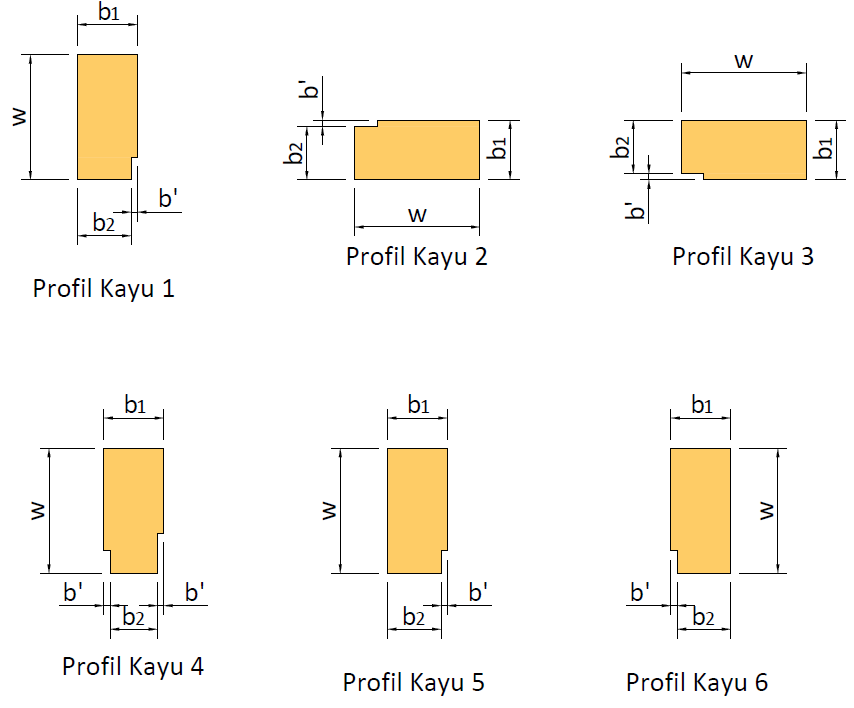 b1
w
b'
b2
Profil Kayu 1
b'
b2
b1
w
Profil Kayu 2
w
b2
b1
b'
Profil Kayu 3
b1
w
b'
b'
b2
Profil Kayu 4
b1
w
b'
b2
Profil Kayu 5
b1
w
b'
b2
Profil Kayu 6